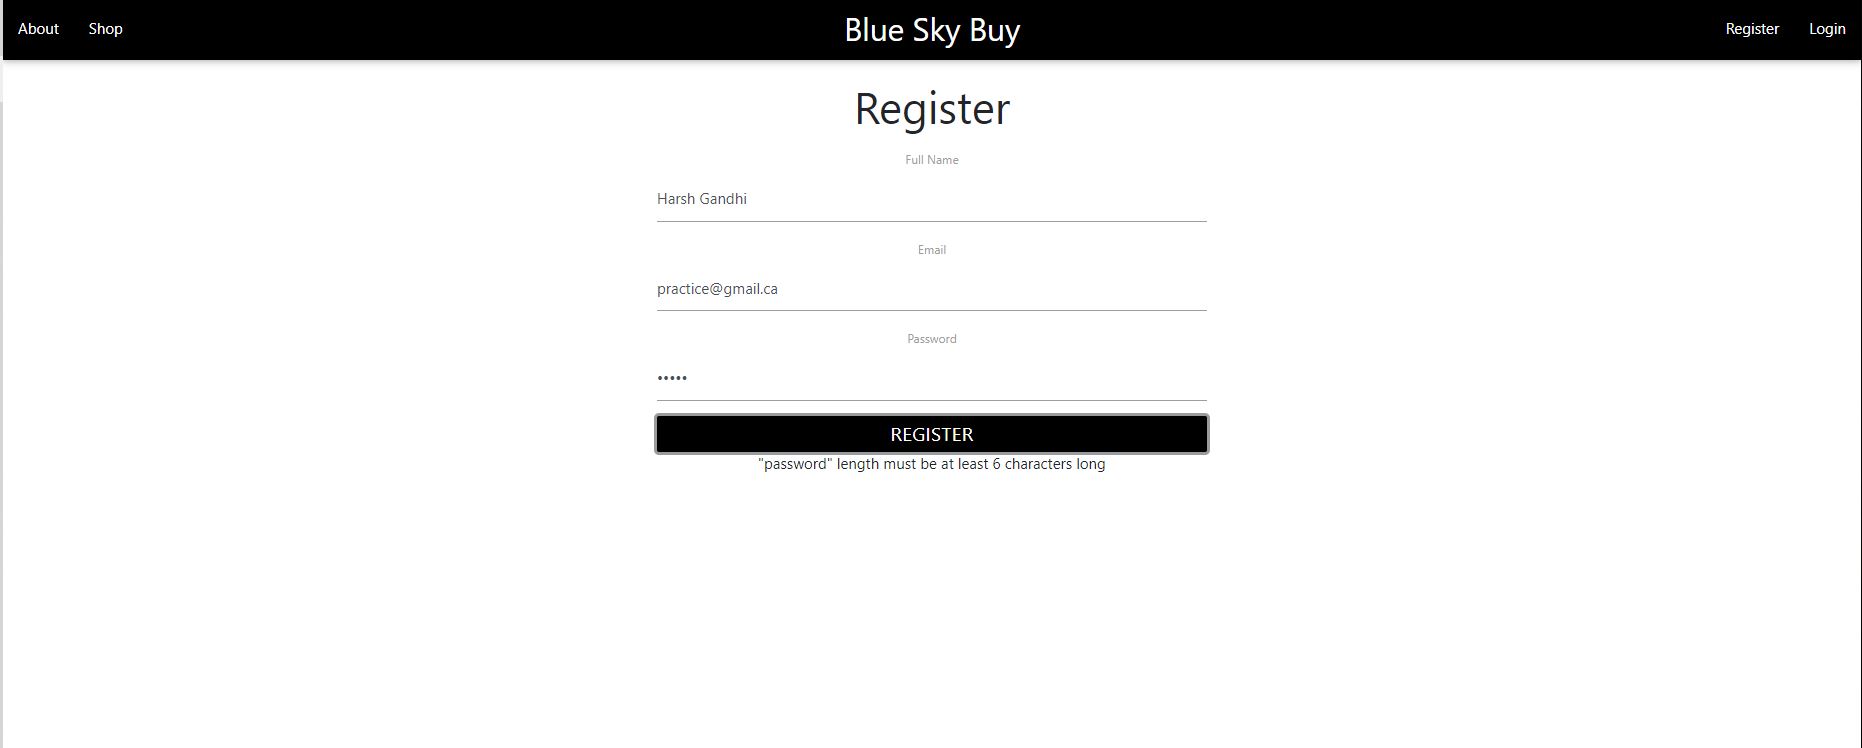 About Shop Blue Sky Buy Register Login
Register
Full Name
Harsh Gandhi
Email
practice@gmail.ca
Password
•••••
REGISTER
"password" length must be at least 6 characters long